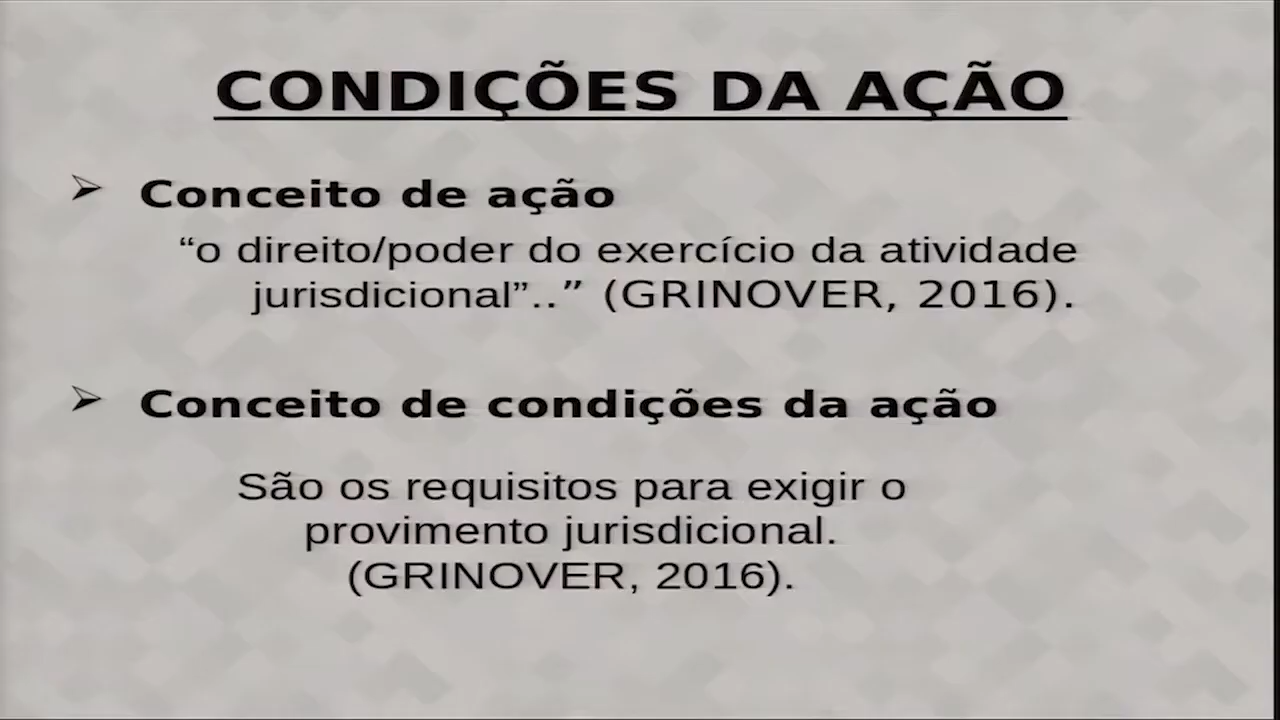 CONDIÇÕES DA AÇÃO
Conceito de ação
“o direito/poder do exercício da atividade
jurisdicional”..” (GRINOVER, 2016).
Conceito de condições da ação
São os requisitos para exigir o
provimento jurisdicional.
(GRINOVER, 2016).